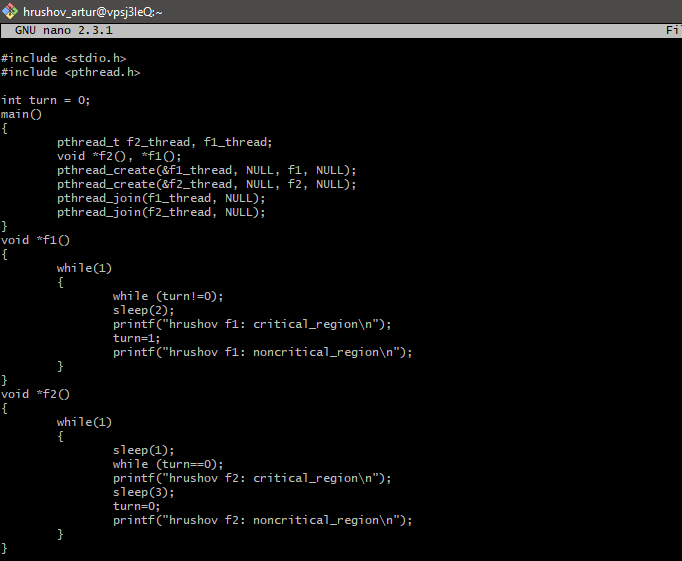 hrushov_artur@vpsj3leQ:~
GNU nano 2.3.1 Fil
#include <stdio.h>
#include <pthread.h>
int turn = 0;
main()
{
pthread_t f2_thread, f1_thread;
void *f2(), *f1();
pthread_create(&f1_thread, NULL, f1, NULL);
pthread_create(&f2_thread, NULL, f2, NULL);
pthread_join(f1_thread, NULL);
pthread_join(f2_thread, NULL);
}
void *f1()
{
while(1)
{
while (turn!=0);
sleep(2);
printf("hrushov f1: critical_region\n");
turn=1;
printf("hrushov f1: noncritical_region\n");
}
}
void *f2()
{
while(1)
{
sleep(1);
while (turn==0);
printf("hrushov f2: critical_region\n");
sleep(3);
turn=0;
printf("hrushov f2: noncritical_region\n");
}
}